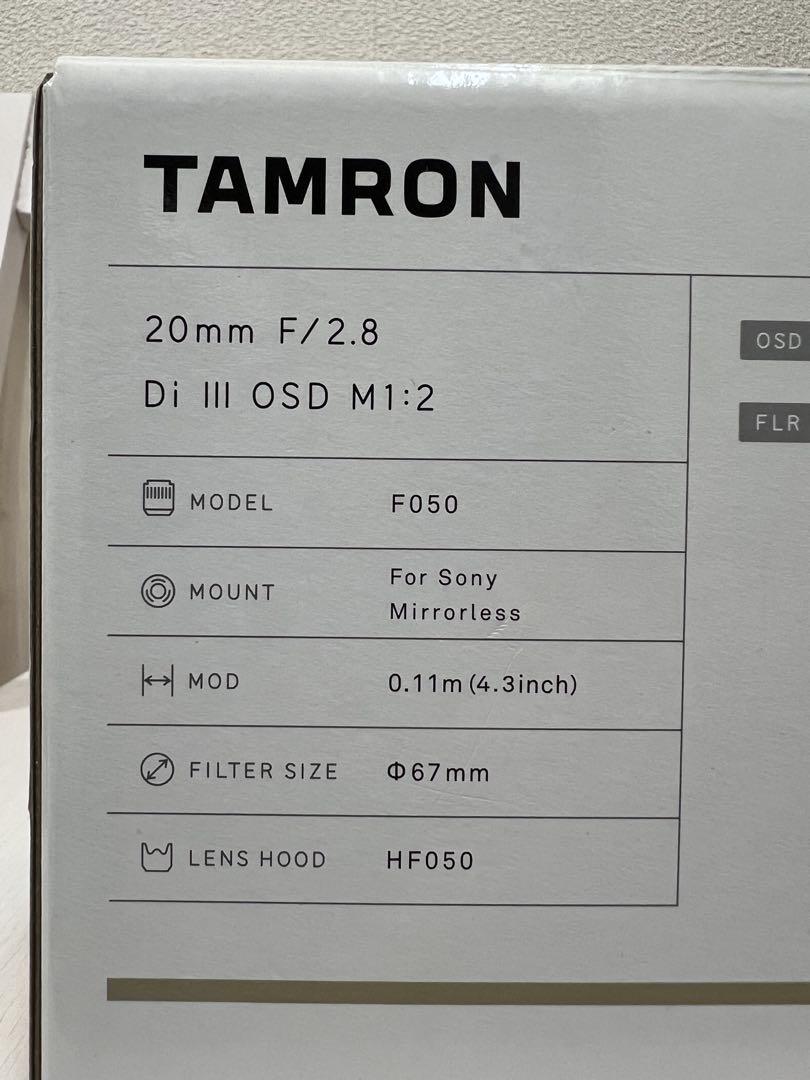 TAMRON
20mm F/2.8
Di III OSD M1:2
MODEL F050
MOUNT For Sony
Mirrorless
MOD 0.11m (4.3inch)
FILTER SIZE Φ67mm
LENS HOOD HF050
OSD
FLR